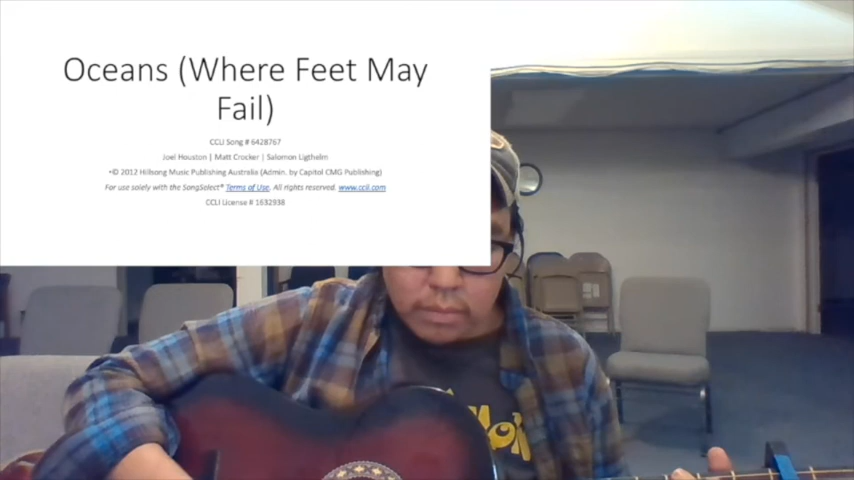 Oceans (Where Feet May
Fail)
CCLI Song # 6428767
Joel Houston | Matt Crocker | Salomon Ligthelm
•© 2012 Hillsong Music Publishing Australia (Admin. by Capitol CMG Publishing)
For use solely with the SongSelect® Terms of Use. All rights reserved. www.ccli.com
CCLI License # 1632938